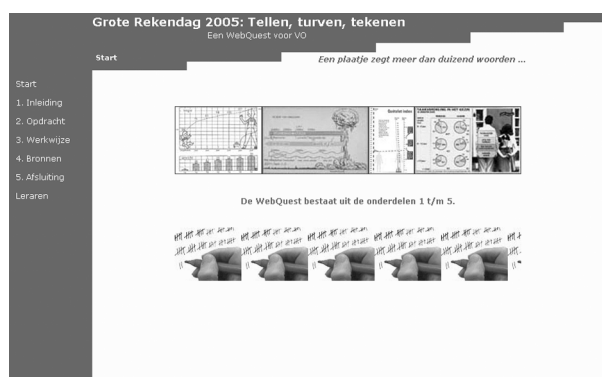 Grote Rekendag 2005: Tellen, turven, tekenen
Een WebQuest voor VO
Start
Een plaatje zegt meer dan duizend woorden ...
Start
1. Inleiding
2. Opdracht
3. Werkwijze
4. Bronnen
5. Afsluiting
Leraren
De WebQuest bestaat uit de onderdelen 1 t/m 5.